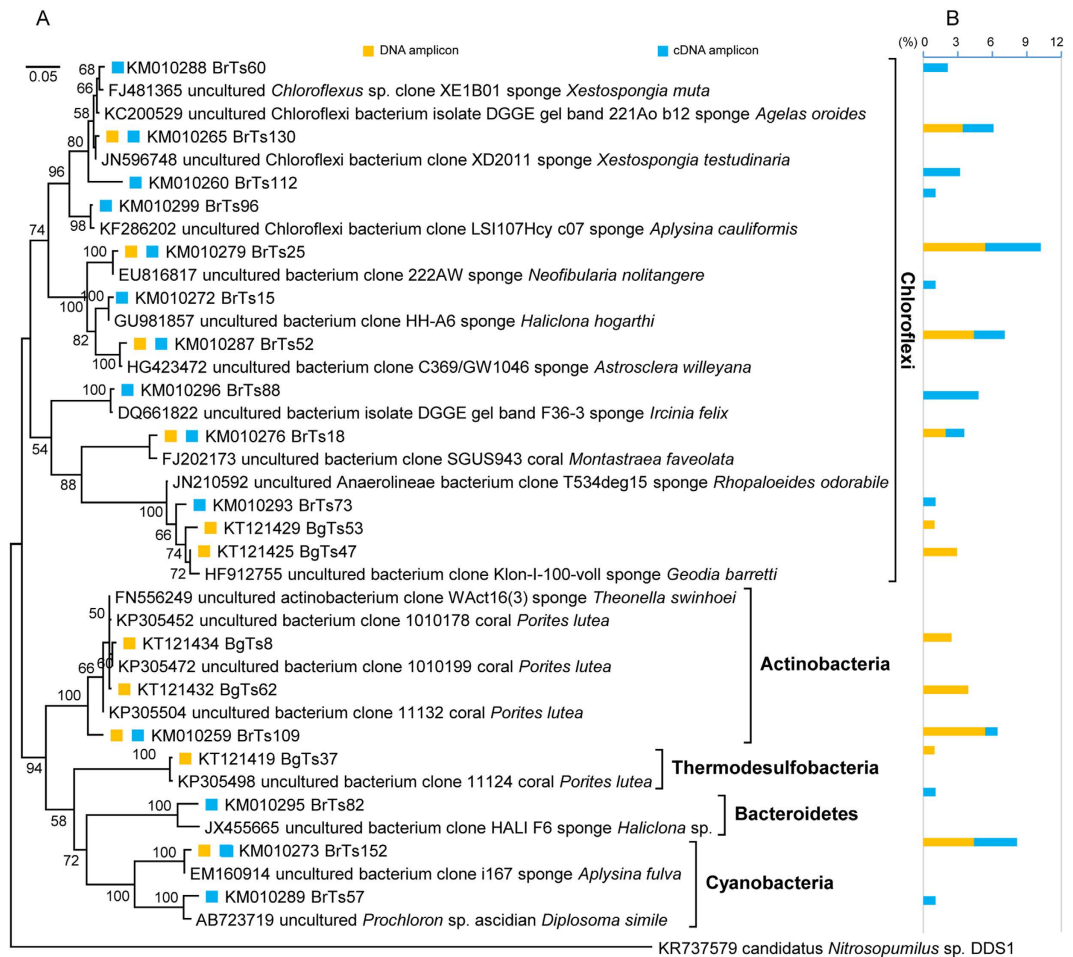 A
B
DNA amplicon
cDNA amplicon
(%) 0 3 6 9 12
0.05
68 KM010288 BrTs60
66 FJ481365 uncultured Chloroflexus sp. clone XE1B01 sponge Xestospongia muta
58 KC200529 uncultured Chloroflexi bacterium isolate DGGE gel band 221Ao b12 sponge Agelas oroides
80 KM010265 BrTs130
JN596748 uncultured Chloroflexi bacterium clone XD2011 sponge Xestospongia testudinaria
96 KM010260 BrTs112
KM010299 BrTs96
98 KF286202 uncultured Chloroflexi bacterium clone LSI107Hcy c07 sponge Aplysina cauliformis
74
100 KM010279 BrTs25
EU816817 uncultured bacterium clone 222AW sponge Neofibularia nolitangere
100 100 KM010272 BrTs15
GU981857 uncultured bacterium clone HH-A6 sponge Haliclona hogarthi
82 KM010287 BrTs52
100 HG423472 uncultured bacterium clone C369/GW1046 sponge Astrosclera willeyana
100 KM010296 BrTs88
DQ661822 uncultured bacterium isolate DGGE gel band F36-3 sponge Ircinia felix
54 KM010276 BrTs18
FJ202173 uncultured bacterium clone SGUS943 coral Montastraea faveolata
88 JN210592 uncultured Anaerolineae bacterium clone T534deg15 sponge Rhopaloeides odorabile
100 KM010293 BrTs73
66 KT121429 BgTs53
74 KT121425 BgTs47
72 HF912755 uncultured bacterium clone Klon-I-100-voll sponge Geodia barretti
Chloroflexi
FN556249 uncultured actinobacterium clone WAct16(3) sponge Theonella swinhoei
50 KP305452 uncultured bacterium clone 1010178 coral Porites lutea
KT121434 BgTs8
66 60 KP305472 uncultured bacterium clone 1010199 coral Porites lutea
KT121432 BgTs62
100 KP305504 uncultured bacterium clone 11132 coral Porites lutea
KM010259 BrTs109
Actinobacteria
94
100 KT121419 BgTs37
KP305498 uncultured bacterium clone 11124 coral Porites lutea
Thermodesulfobacteria
58
100 KM010295 BrTs82
JX455665 uncultured bacterium clone HALI F6 sponge Haliclona sp.
Bacteroidetes
72
100 KM010273 BrTs152
EM160914 uncultured bacterium clone i167 sponge Aplysina fulva
100 100 KM010289 BrTs57
AB723719 uncultured Prochloron sp. ascidian Diplosoma simile
Cyanobacteria
KR737579 candidatus Nitrosopumilus sp. DDS1